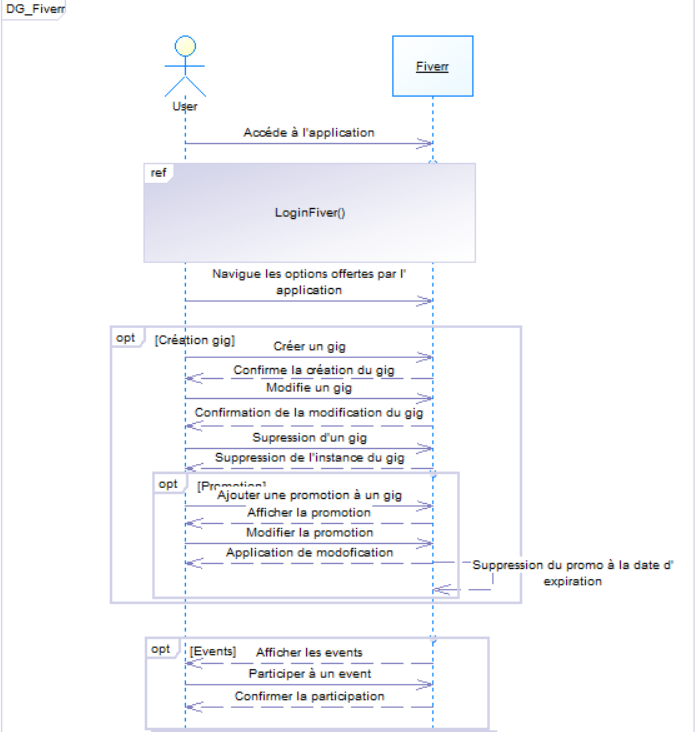 DG_Fiverr
Fiverr
User
Accéde à l'application
ref
LoginFiver()
Navigue les options offertes par l'
application
opt
[Création gig]
Créer un gig
Confirme la création du gig
Modifie un gig
Confirmation de la modification du gig
Supression d'un gig
Suppression de l'instance du gig
opt
[Promotion]
Ajouter une promotion à un gig
Afficher la promotion
Modifier la promotion
Application de modofication
Suppression du promo à la date d'
expiration
opt
[Events]
Afficher les events
Participer à un event
Confirmer la participation